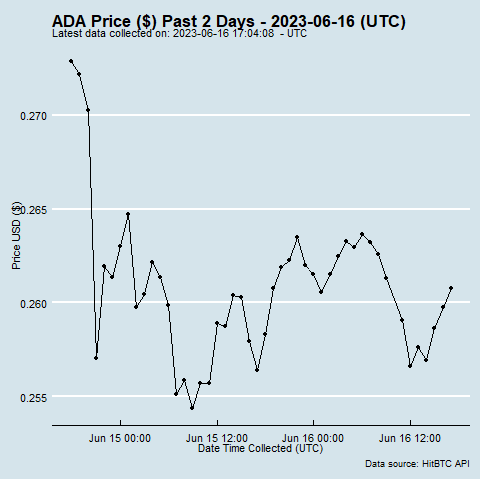 ADA Price ($) Past 2 Days - 2023-06-16 (UTC)
Latest data collected on: 2023-06-16 17:04:08  - UTC
0.270
0.265
0.260
0.255
Price USD ($)
Jun 15 00:00 Jun 15 12:00 Jun 16 00:00 Jun 16 12:00
Date Time Collected (UTC)
Data source: HitBTC API